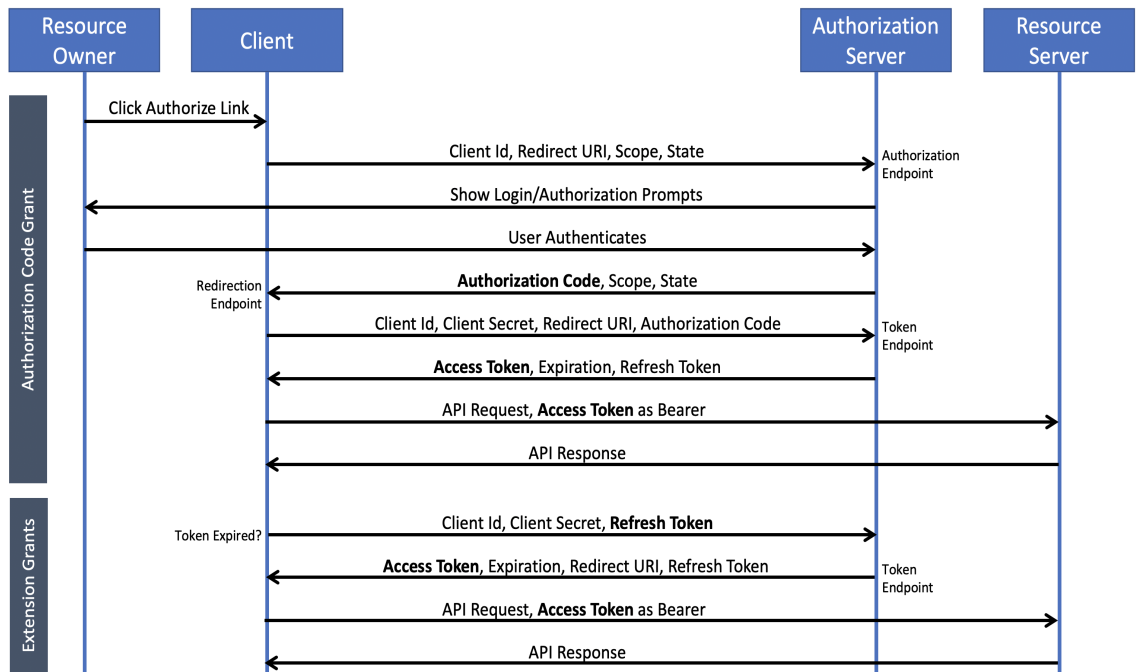 Resource
Owner
Client
Authorization
Server
Resource
Server
Authorization Code Grant
Click Authorize Link
Client Id, Redirect URI, Scope, State
Authorization
Endpoint
Show Login/Authorization Prompts
User Authenticates
Redirection
Endpoint
Authorization Code, Scope, State
Client Id, Client Secret, Redirect URI, Authorization Code
Token
Endpoint
Access Token, Expiration, Refresh Token
API Request, Access Token as Bearer
API Response
Extension Grants
Token Expired?
Client Id, Client Secret, Refresh Token
Access Token, Expiration, Redirect URI, Refresh Token
Token
Endpoint
API Request, Access Token as Bearer
API Response